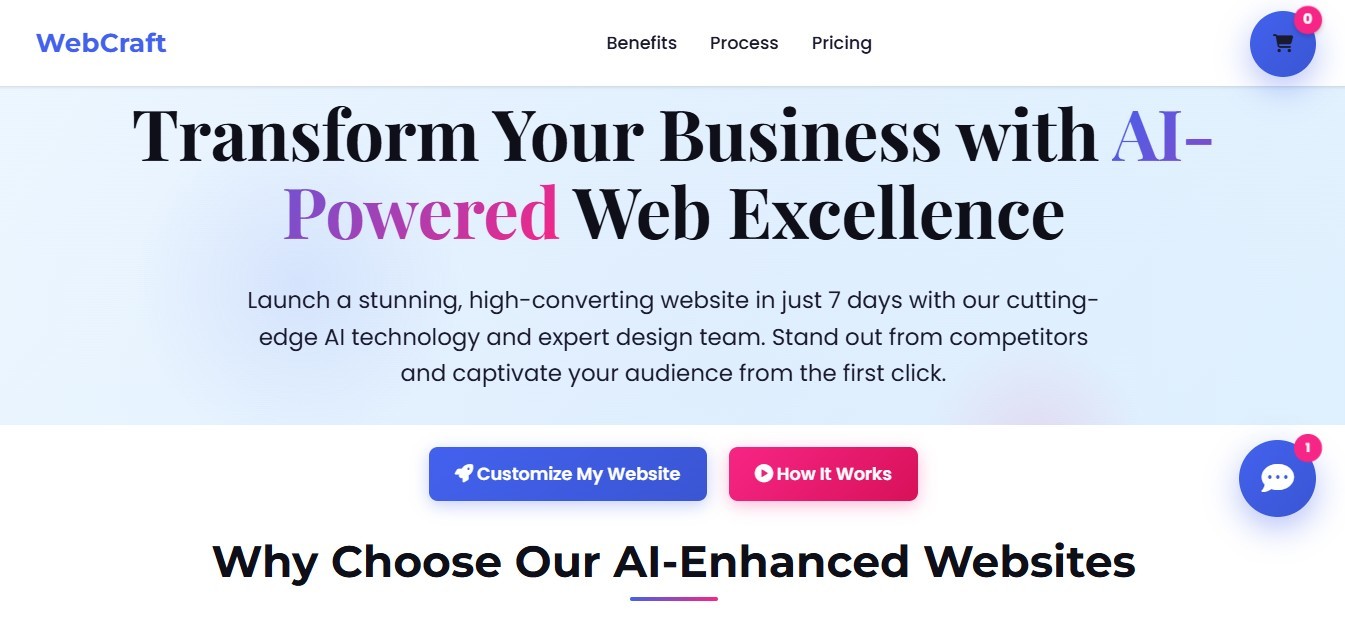 WebCraft
Benefits
Process
Pricing
0
Transform Your Business with AI-
Powered Web Excellence
Launch a stunning, high-converting website in just 7 days with our cutting-
edge AI technology and expert design team. Stand out from competitors
and captivate your audience from the first click.
Customize My Website
How It Works
1
Why Choose Our AI-Enhanced Websites